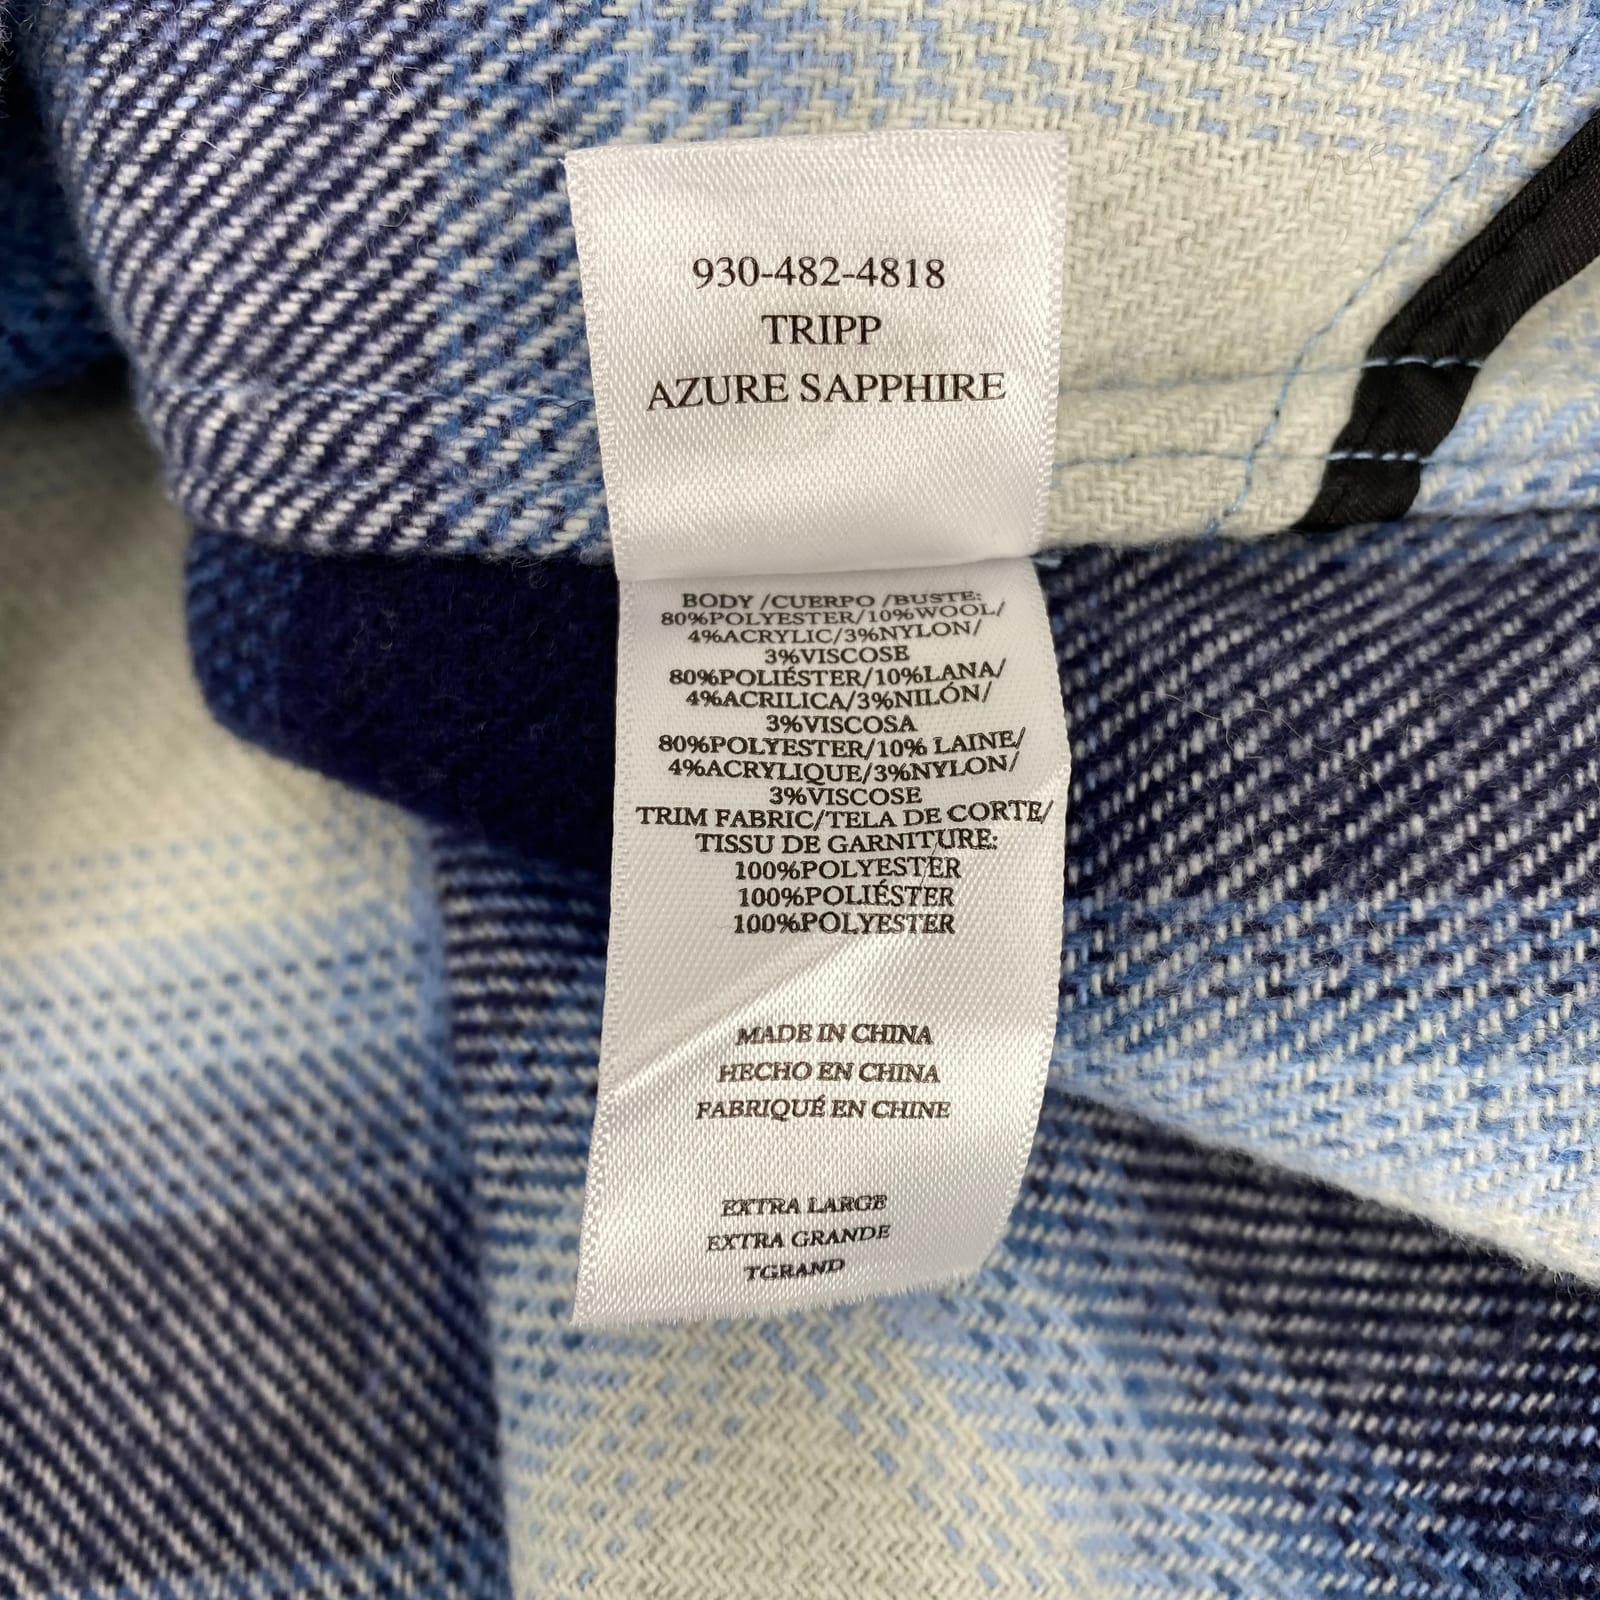 930-482-4818
TRIPP
AZURE SAPPHIRE
BODY /CUERPO /BUSTE:
80%POLYESTER/10%WOOL/
4%ACRYLIC/3%NYLON/
3%VISCOSE
80%POLIÉSTER/10%LANA/
4%ACRILICA/3%NILÓN/
3%VISCOSA
80%POLYESTER/10% LAINE/
4%ACRYLIQUE/3%NYLON/
3%VISCOSE
TRIM FABRIC/TELA DE CORTE/
TISSU DE GARNITURE:
100%POLYESTER
100%POLIÉSTER
100%POLYESTER
MADE IN CHINA
HECHO EN CHINA
FABRIQUÉ EN CHINE
EXTRA LARGE
EXTRA GRANDE
TGRAND